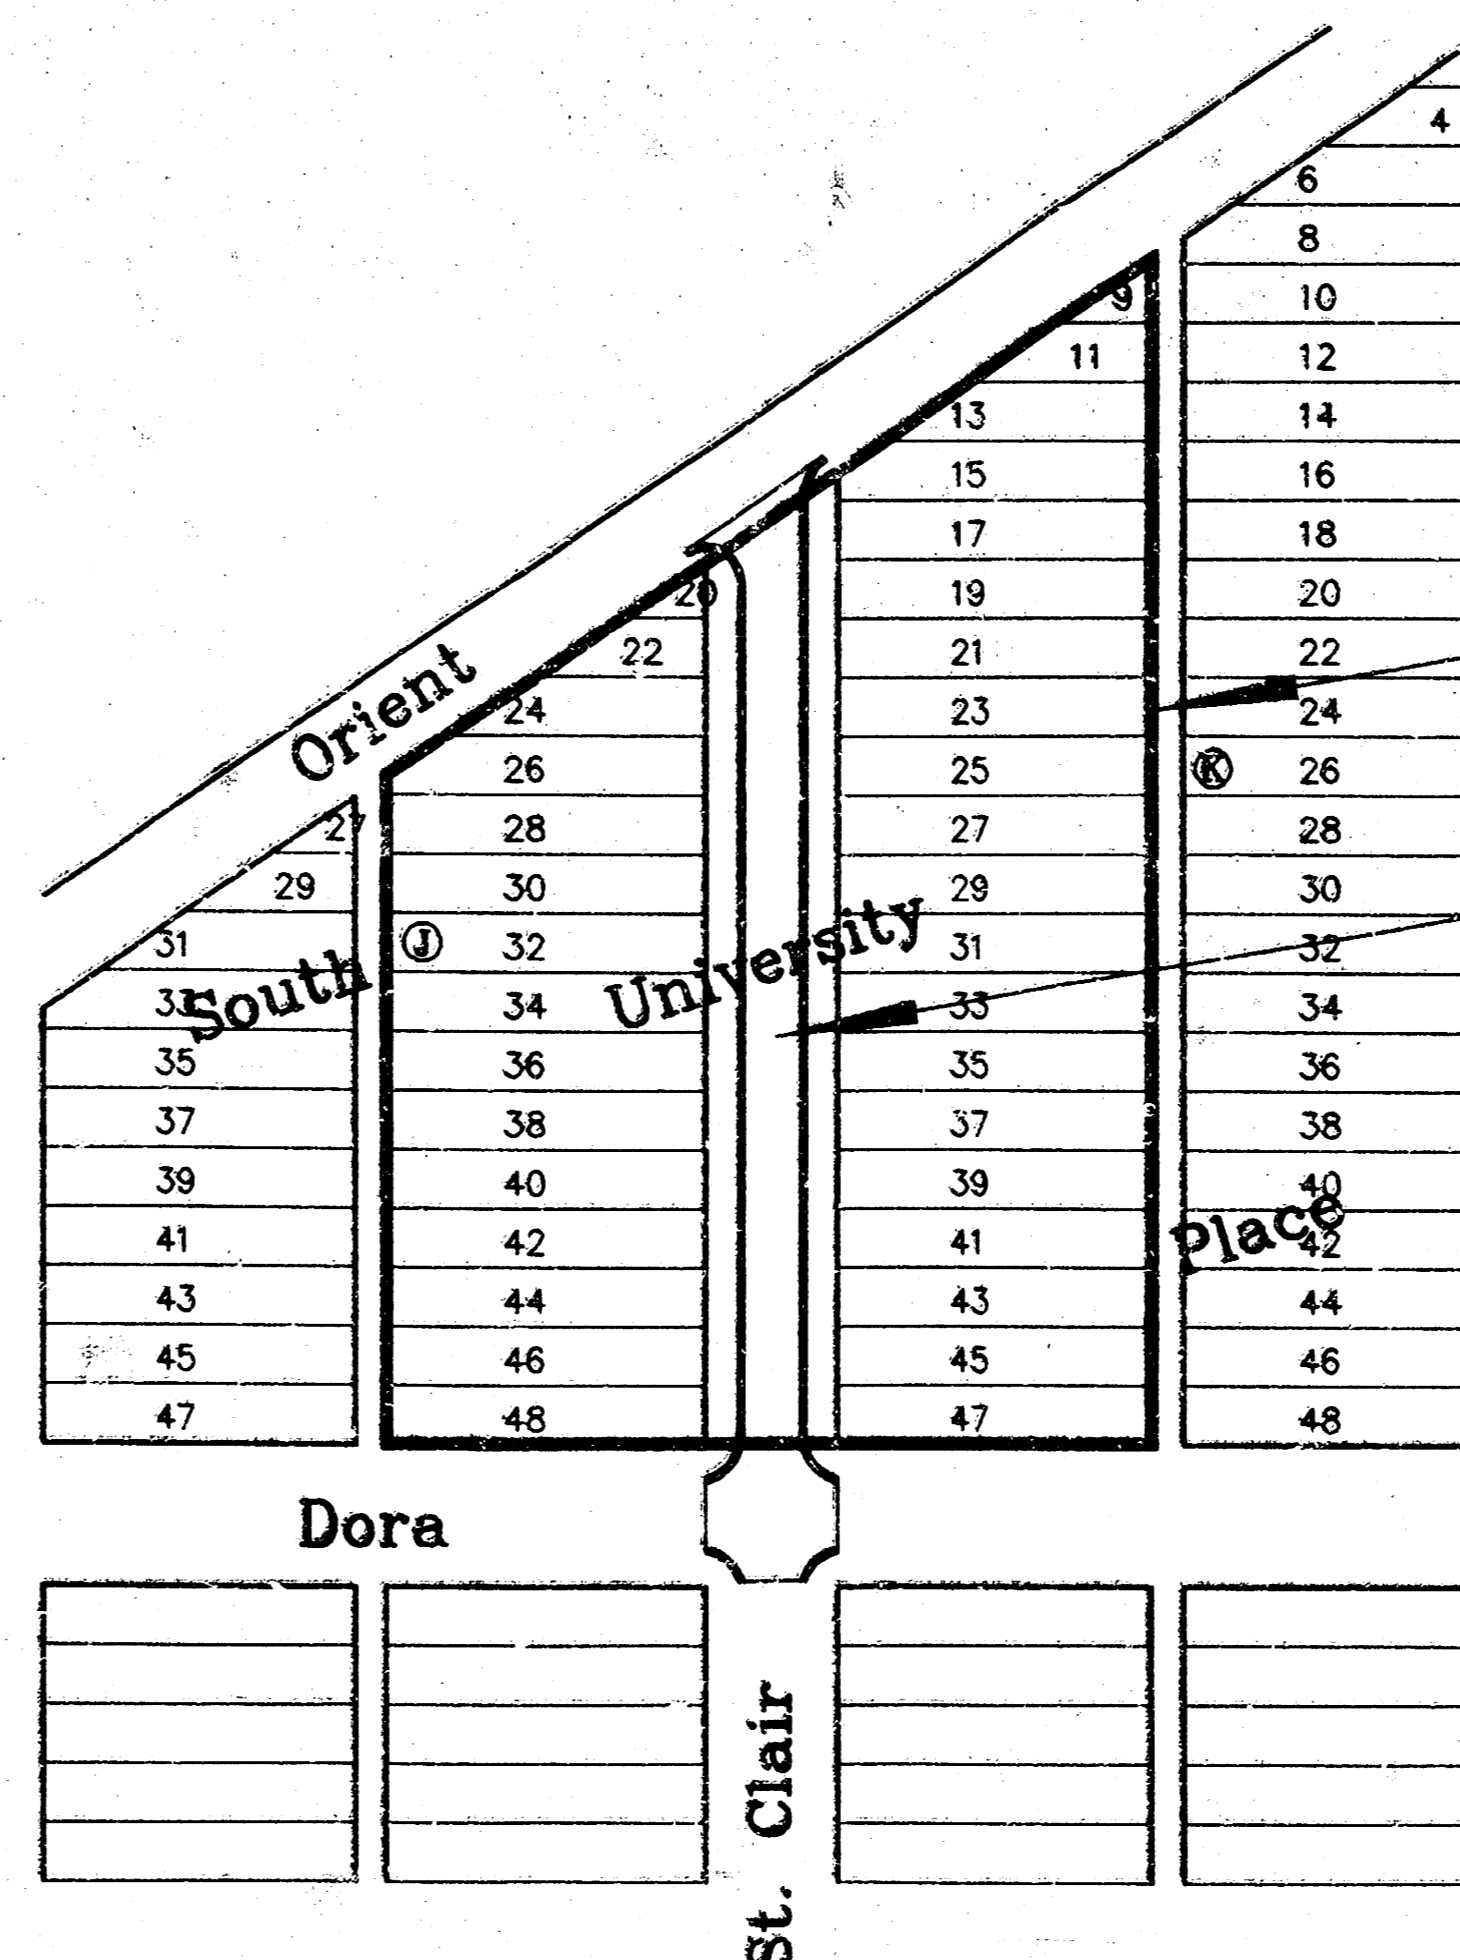 4
6
8
9 10
11 12
13 14
15 16
17 18
20 19 20
22 21 22
Orient
24 23 24
26 25 K 26
27 28 27 28
29 30 29 30
31 J 32 31 32
South University
33 34 33 34
35 36 35 36
37 38 37 38
39 40 39 40
Place
41 42 41 42
43 44 43 44
45 46 45 46
47 48 47 48
Dora
St. Clair